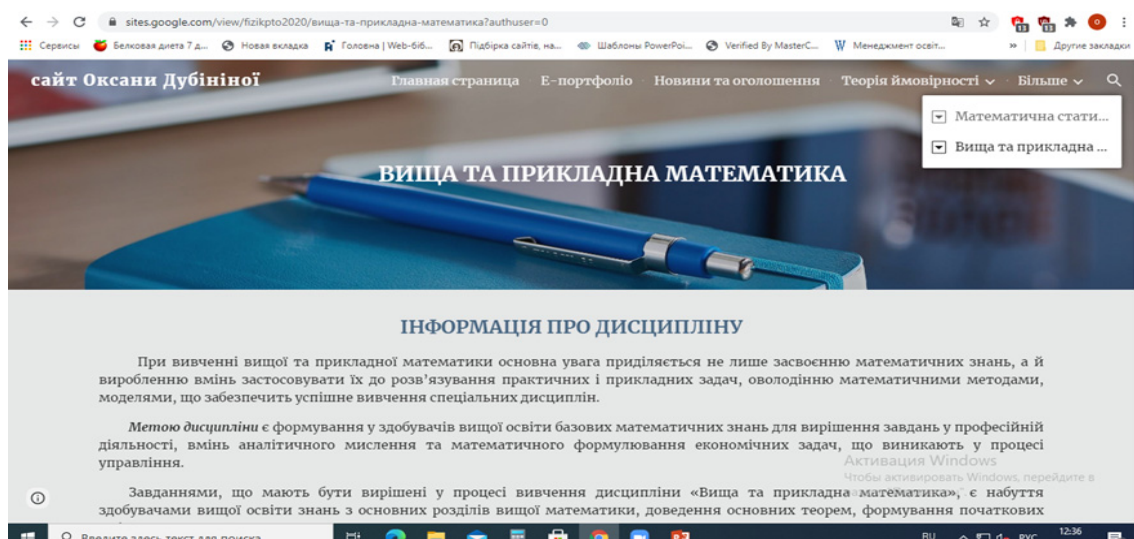 sites.google.com/view/fizikpto2020/вища-та-прикладна-математика?authuser=0
Сервисы Белковая диета 7 д... Новая вкладка Головна | Web-біб... Підбірка сайтів, на... Шаблоны PowerPoi... Verified By MasterC... Менеджмент освіт... » Другие закладки
сайт Оксани Дубініної Главная страница Е-портфоліо Новини та оголошення Теорія ймовірності Більше
Математична стати...
Вища та прикладна ...
ВИЩА ТА ПРИКЛАДНА МАТЕМАТИКА
ІНФОРМАЦІЯ ПРО ДИСЦИПЛІНУ
При вивченні вищої та прикладної математики основна увага приділяється не лише засвоєнню математичних знань, а й
виробленню вмінь застосовувати їх до розв’язування практичних і прикладних задач, оволодінню математичними методами,
моделями, що забезпечить успішне вивчення спеціальних дисциплін.
Метою дисципліни є формування у здобувачів вищої освіти базових математичних знань для вирішення завдань у професійній
діяльності, вмінь аналітичного мислення та математичного формулювання економічних задач, що виникають у процесі
управління.
Активация Windows
Чтобы активировать Windows, перейдите в
Завданнями, що мають бути вирішені у процесі вивчення дисципліни «Вища та прикладна математика», є набуття
здобувачами вищої освіти знань з основних розділів вищої математики, доведення основних теорем, формування початкових
Введите здесь текст для поиска RU РУС 12:36